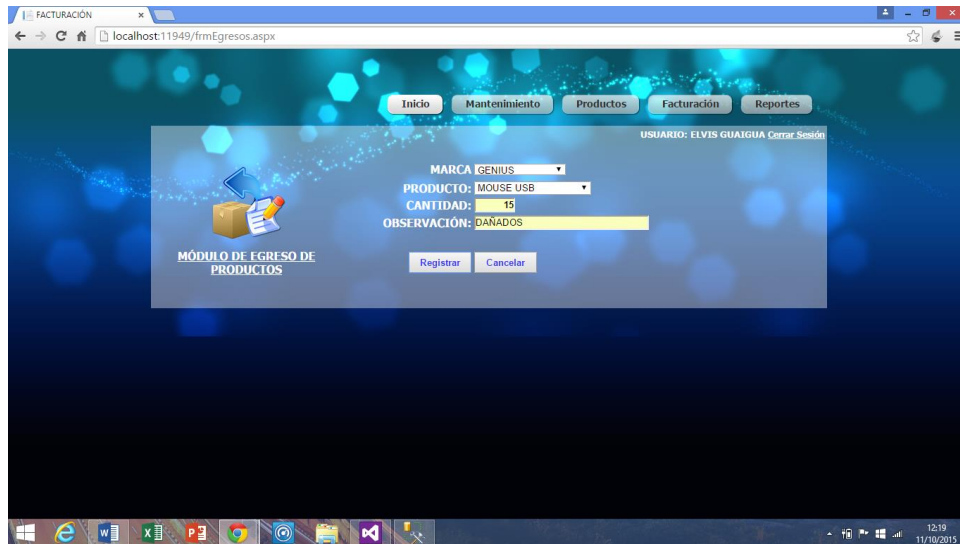 FACTURACIÓN
localhost:11949/frmEgresos.aspx
Inicio Mantenimiento Productos Facturación Reportes
USUARIO: ELVIS GUAIGUA Cerrar Sesión
MARCA GENIUS
PRODUCTO: MOUSE USB
CANTIDAD: 15
OBSERVACIÓN: DAÑADOS
MÓDULO DE EGRESO DE
PRODUCTOS
Registrar Cancelar
12:19
11/10/2015